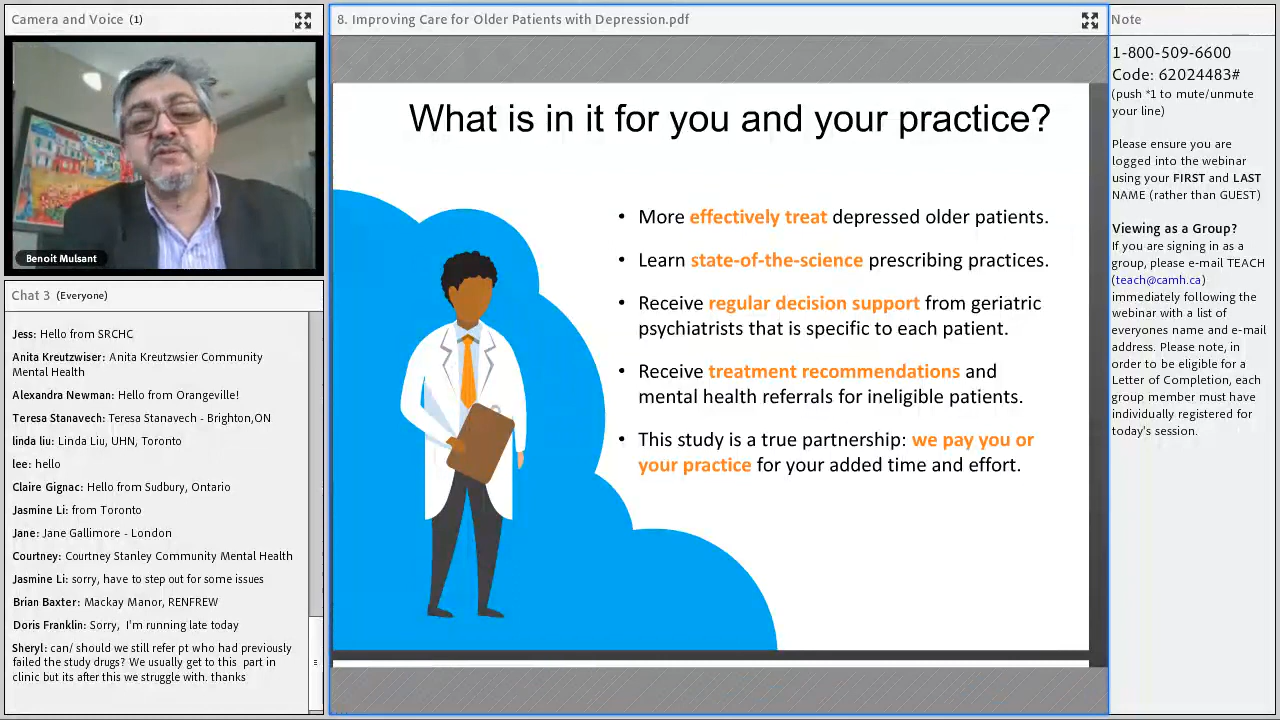 Camera and Voice (1)
Benoit Mulsant
Chat 3 (Everyone)
Jess: Hello from SRCHC
Anita Kreutzwiser: Anita Kreutzwsier Community
Mental Health
Alexandra Newman: Hello from Orangeville!
Teresa Stanavech: Teresa Stanavech - Brighton,ON
linda liu: Linda Liu, UHN, Toronto
lee: hello
Claire Gignac: Hello from Sudbury, Ontario
Jasmine Li: from Toronto
Jane: Jane Gallimore - London
Courtney: Courtney Stanley Community Mental Health
Jasmine Li: sorry, have to step out for some issues
Brian Baxter: Mackay Manor, RENFREW
Doris Franklin: Sorry, I'm running late today
Sheryl: can/ should we still refer pt who had previously
failed the study drugs? We usually get to this part in
clinic but its after this we struggle with. thanks
8. Improving Care for Older Patients with Depression.pdf
What is in it for you and your practice?
• More effectively treat depressed older patients.
• Learn state-of-the-science prescribing practices.
• Receive regular decision support from geriatric
psychiatrists that is specific to each patient.
• Receive treatment recommendations and
mental health referrals for ineligible patients.
• This study is a true partnership: we pay you or
your practice for your added time and effort.
Note
1-800-509-6600
Code: 62024483#
(push *1 to mute/unmute
your line)
Please ensure you are
logged into the webinar
using your FIRST and LAST
NAME (rather than GUEST)
Viewing as a Group?
If you are signing in as a
group, please e-mail TEACH
(teach@camh.ca)
immediately following the
webinar with a list of
everyones name and e-mail
address. Please note, in
order to be eligible for a
Letter of Completion, each
group member must have
individually registered for
today's session.